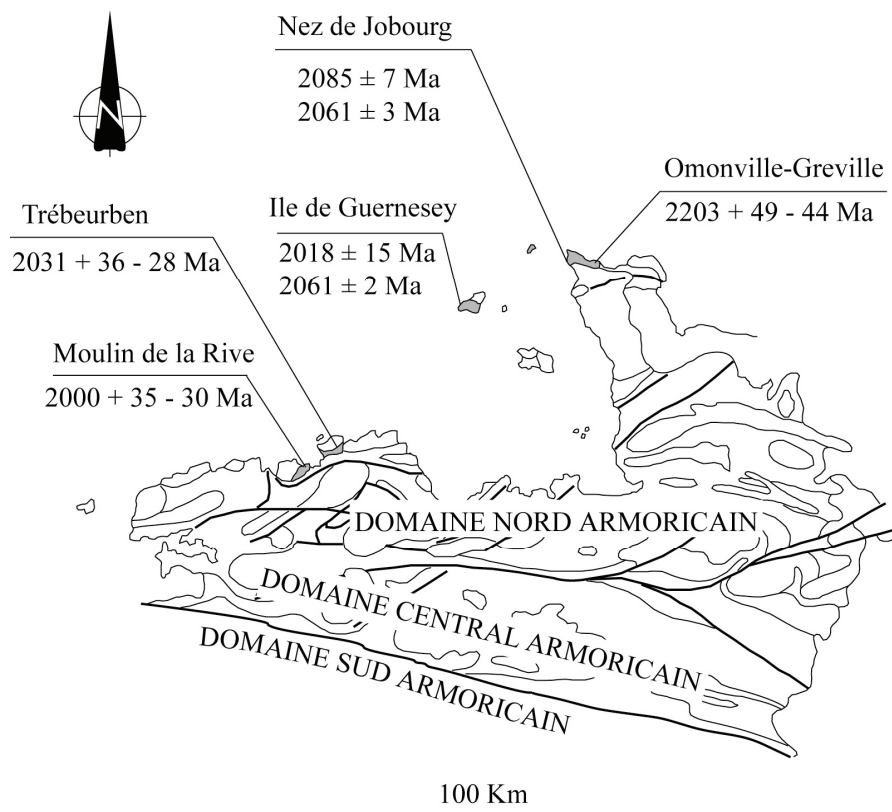 Nez de Jobourg
2085 ± 7 Ma
2061 ± 3 Ma
N
Omonville-Greville
2203 + 49 - 44 Ma
Trébeurben
2031 + 36 - 28 Ma
Ile de Guernesey
2018 ± 15 Ma
2061 ± 2 Ma
Moulin de la Rive
2000 + 35 - 30 Ma
DOMAINE NORD ARMORICAIN
DOMAINE CENTRAL ARMORICAIN
DOMAINE SUD ARMORICAIN
100 Km